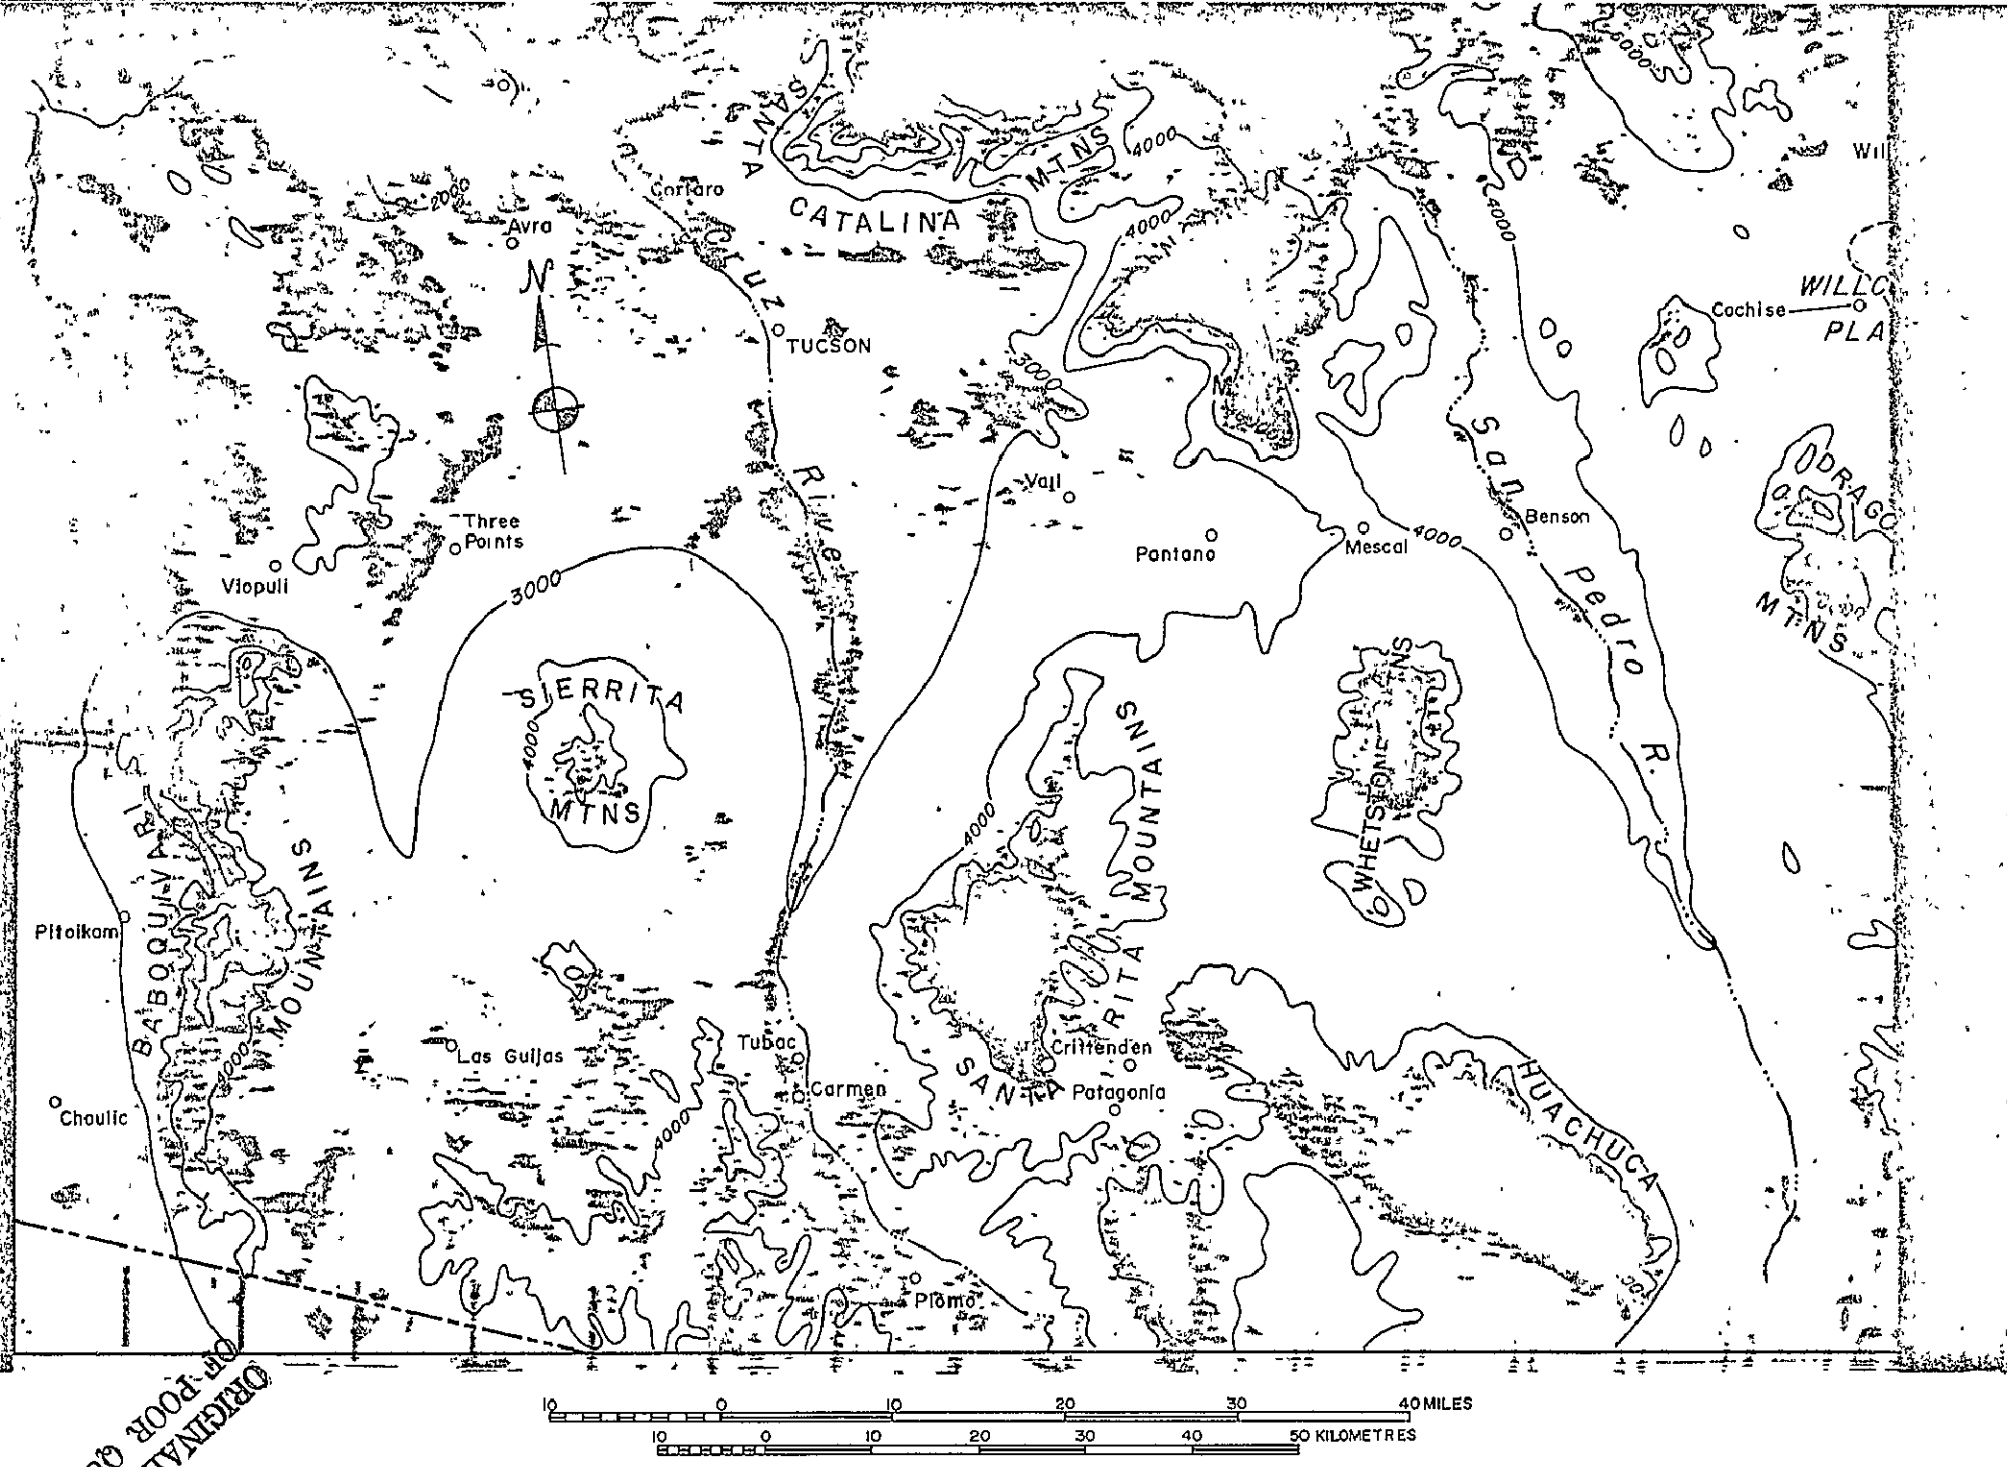 6000
SANTA
MTNS
4000
Wil
Cortaro
2000
CATALINA
4000
4000
Avra
Cruz
N
WILLC
Cochise
PLA
TUCSON
3000
DRAGO
San
River
Vail
Three
Points
Benson
4000
Mescal
Pantano
Viopuli
3000
Pedro
MTNS
SIERRITA
4000
MTNS
R.
WHETSTONE MTNS
4000
SANTA RITA MOUNTAINS
BABOQUIVARI
MOUNTAINS
Pitoikam
Tubac
Las Guijas
Crittenden
Carmen
Patagonia
Choulic
4000
HUACHUCA
Plomo
10 0 10 20 30 40 MILES
10 0 10 20 30 40 50 KILOMETRES
ORIGINAL
OF POOR